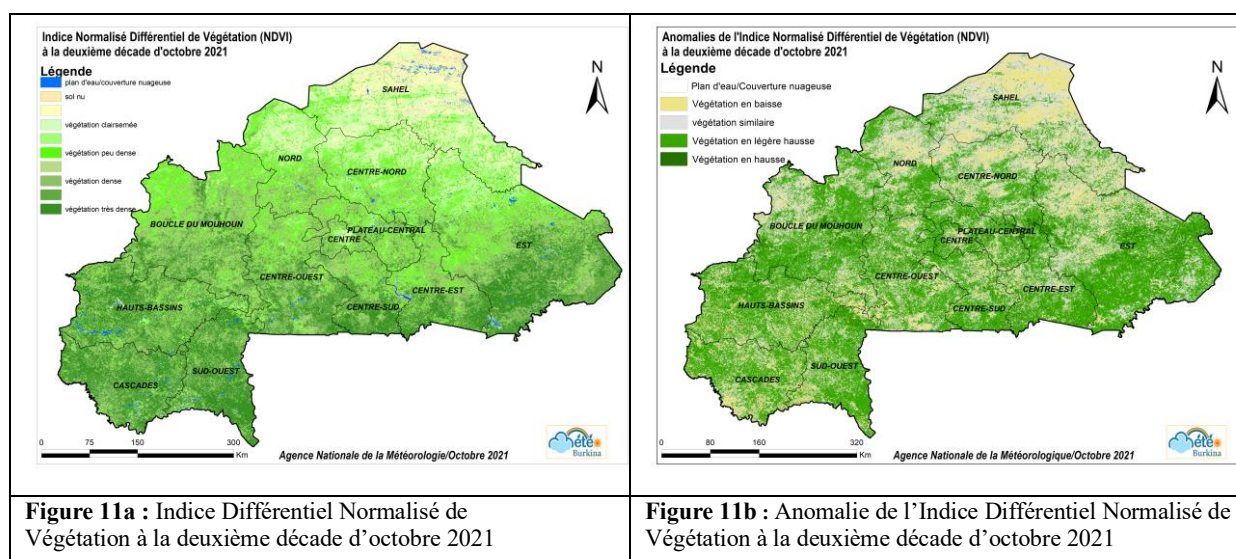 Indice Normalisé Différentiel de Végétation (NDVI)
à la deuxième décade d'octobre 2021
Légende
plan d'eau/couverture nuageuse
sol nu
végétation clairsemée
végétation peu dense
végétation dense
végétation très dense
N
SAHEL
NORD
CENTRE-NORD
BOUCLE DU MOUHOUN
PLATEAU-CENTRAL
CENTRE
EST
CENTRE-OUEST
CENTRE-EST
HAUTS-BASSINS
CENTRE-SUD
CASCADES
SUD-OUEST
0 75 150 300
Km
Agence Nationale de la Météorologie/Octobre 2021
Météo
Burkina
Figure 11a : Indice Différentiel Normalisé de
Végétation à la deuxième décade d’octobre 2021
Anomalies de l'Indice Normalisé Différentiel de Végétation (NDVI)
à la deuxième décade d'octobre 2021
Légende
Plan d'eau/Couverture nuageuse
Végétation en baisse
végétation similaire
Végétation en légère hausse
Végétation en hausse
N
SAHEL
NORD
CENTRE-NORD
BOUCLE DU MOUHOUN
PLATEAU-CENTRAL
CENTRE
EST
CENTRE-OUEST
CENTRE-EST
HAUTS-BASSINS
CENTRE-SUD
SUD-OUEST
CASCADES
0 80 160 320
Km
Agence Nationale de la Météorologique/Octobre 2021
Météo
Burkina
Figure 11b : Anomalie de l’Indice Différentiel Normalisé de
Végétation à la deuxième décade d’octobre 2021